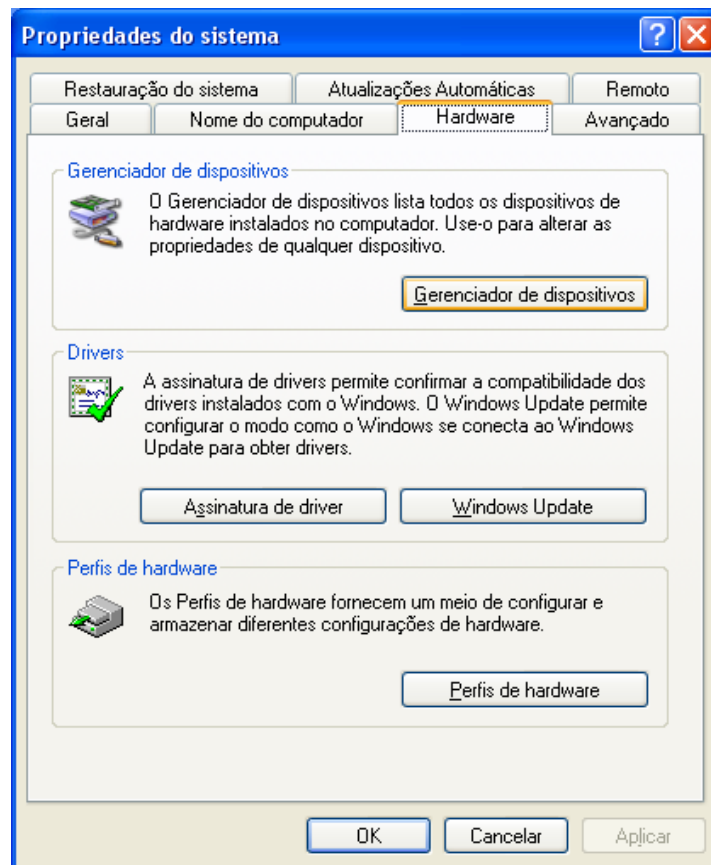 Propriedades do sistema
Restauração do sistema
Atualizações Automáticas
Remoto
Geral
Nome do computador
Hardware
Avançado
Gerenciador de dispositivos
O Gerenciador de dispositivos lista todos os dispositivos de
hardware instalados no computador. Use-o para alterar as
propriedades de qualquer dispositivo.
Gerenciador de dispositivos
Drivers
A assinatura de drivers permite confirmar a compatibilidade dos
drivers instalados com o Windows. O Windows Update permite
configurar o modo como o Windows se conecta ao Windows
Update para obter drivers.
Assinatura de driver
Windows Update
Perfis de hardware
Os Perfis de hardware fornecem um meio de configurar e
armazenar diferentes configurações de hardware.
Perfis de hardware
OK
Cancelar
Aplicar